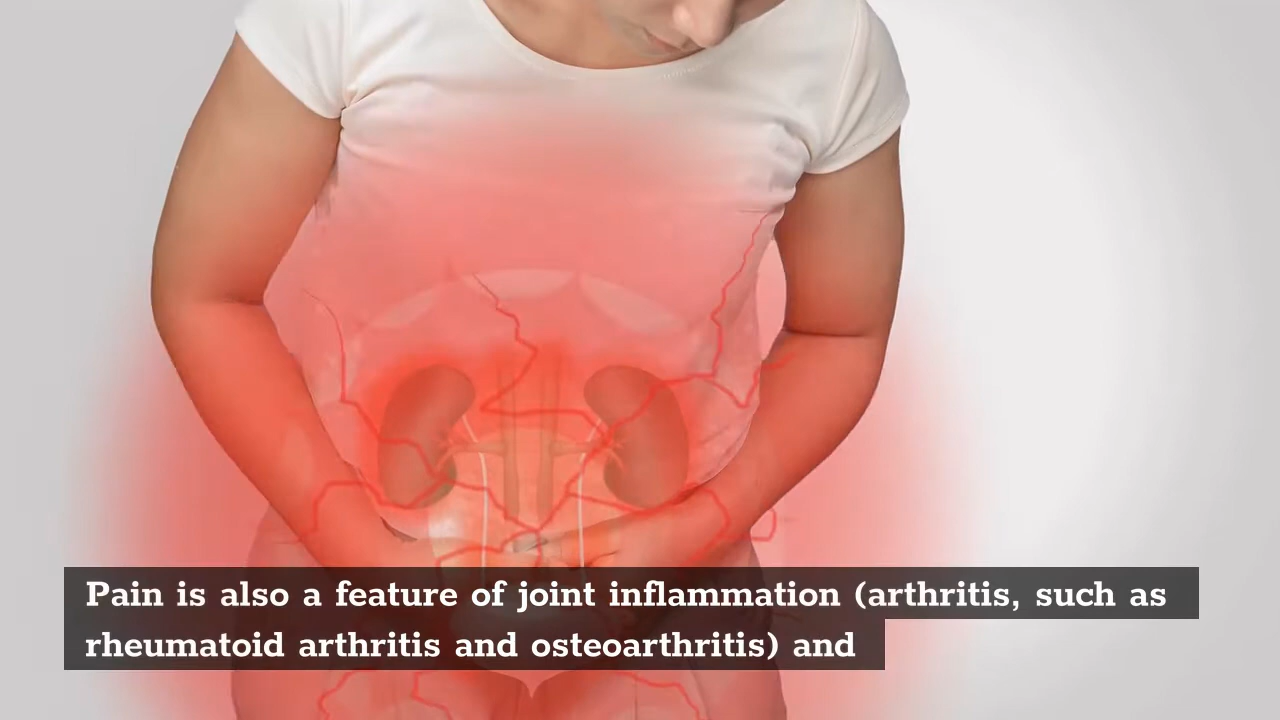 Pain is also a feature of joint inflammation (arthritis, such as
rheumatoid arthritis and osteoarthritis) and